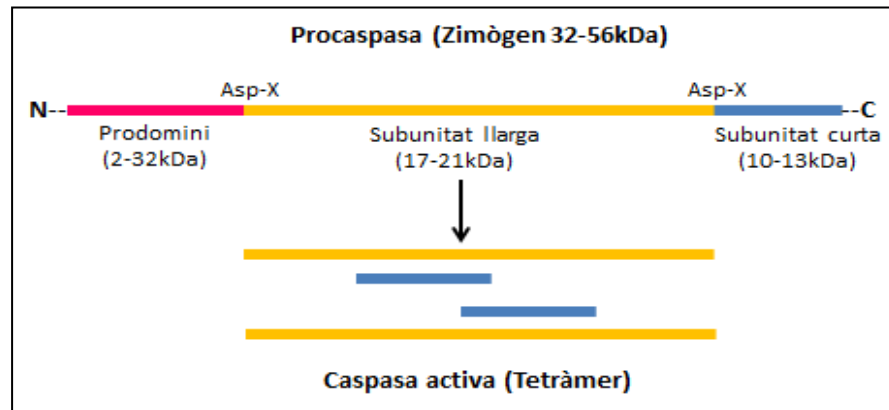 Procaspasa (Zimògen 32-56kDa)
Asp-X Asp-X
N-- --C
Prodomini Subunitat llarga Subunitat curta
(2-32kDa) (17-21kDa) (10-13kDa)
Caspasa activa (Tetràmer)